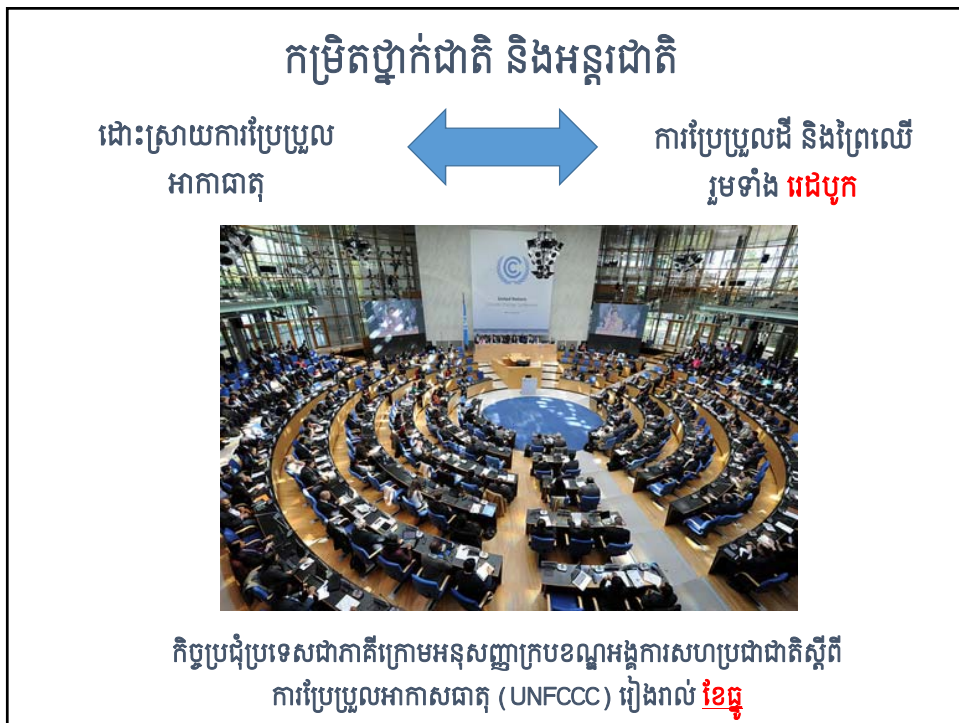 កម្រិតថ្នាក់ជាតិ និងអន្តរជាតិ
ដោះស្រាយការប្រែប្រួល
អាកាធាតុ
ការប្រែប្រួលដី និងព្រៃឈើ
រួមទាំង រេដបូក
United Nations
កិច្ចប្រជុំប្រទេសជាភាគីក្រោមអនុសញ្ញាក្របខណ្ឌអង្គការសហប្រជាជាតិស្តីពី
ការប្រែប្រួលអាកាសធាតុ (UNFCCC) រៀងរាល់ ខែធ្នូ